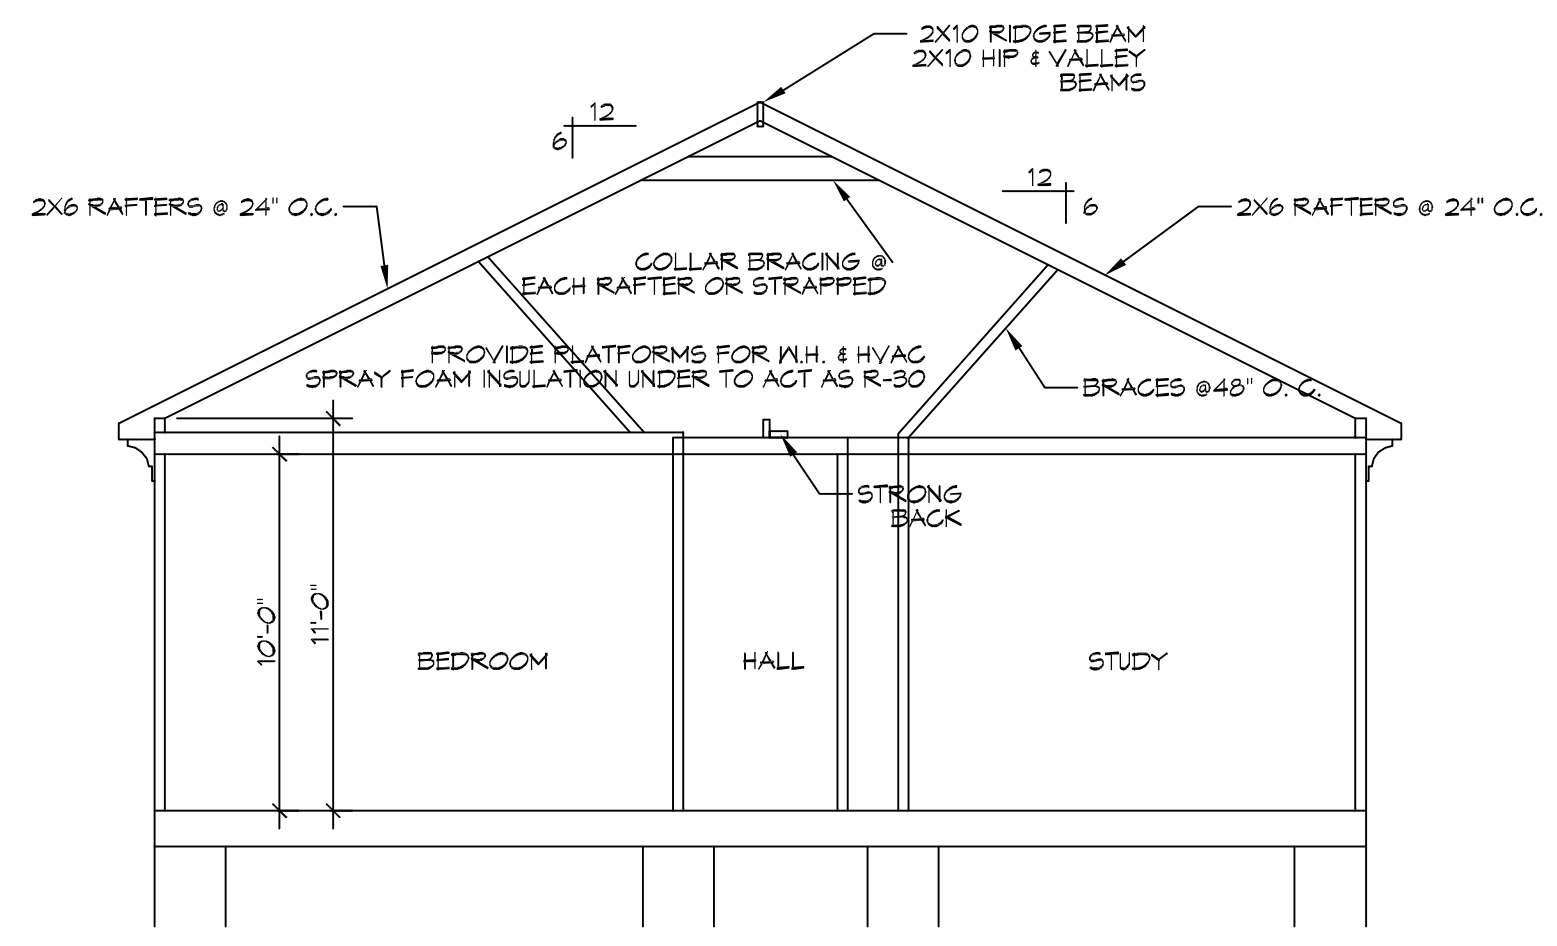 2X10 RIDGE BEAM
2X10 HIP & VALLEY
BEAMS
12
6
12
6
2X6 RAFTERS @ 24" O.C.
2X6 RAFTERS @ 24" O.C.
COLLAR BRACING @
EACH RAFTER OR STRAPPED
PROVIDE PLATFORMS FOR W.H. & HVAC
SPRAY FOAM INSULATION UNDER TO ACT AS R-30
BRACES @48" O. C.
STRONG
BACK
10'-0"
11'-0"
BEDROOM
HALL
STUDY